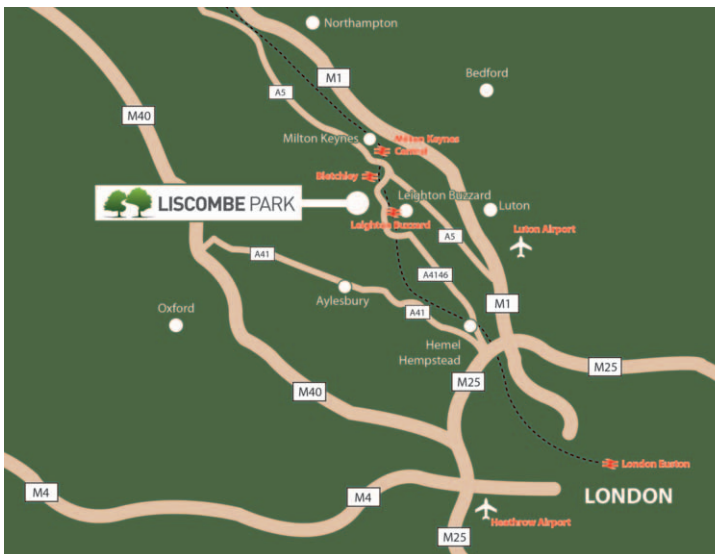 Northampton
M1
Bedford
A5
M40
Milton Keynes
Milton Keynes
Central
Bletchley
LISCOMBE PARK
Leighton Buzzard
Luton
Leighton Buzzard
Luton Airport
A5
A41
A4146
Aylesbury
M1
Oxford
A41
Hemel
Hempstead
M25
M25
M40
London Euston
M4
M4
LONDON
Heathrow Airport
M25